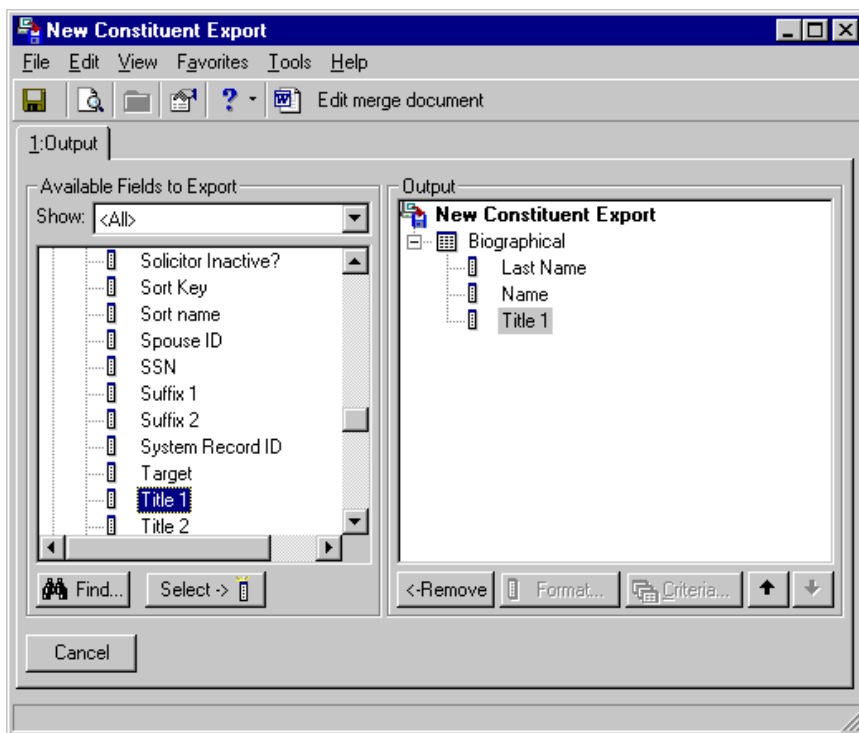 New Constituent Export
File Edit View Favorites Tools Help
? Edit merge document
1:Output
Available Fields to Export
Show: <All>
Solicitor Inactive?
Sort Key
Sort name
Spouse ID
SSN
Suffix 1
Suffix 2
System Record ID
Target
Title 1
Title 2
Find... Select ->
Output
New Constituent Export
Biographical
Last Name
Name
Title 1
<-Remove Format... Criteria...
Cancel